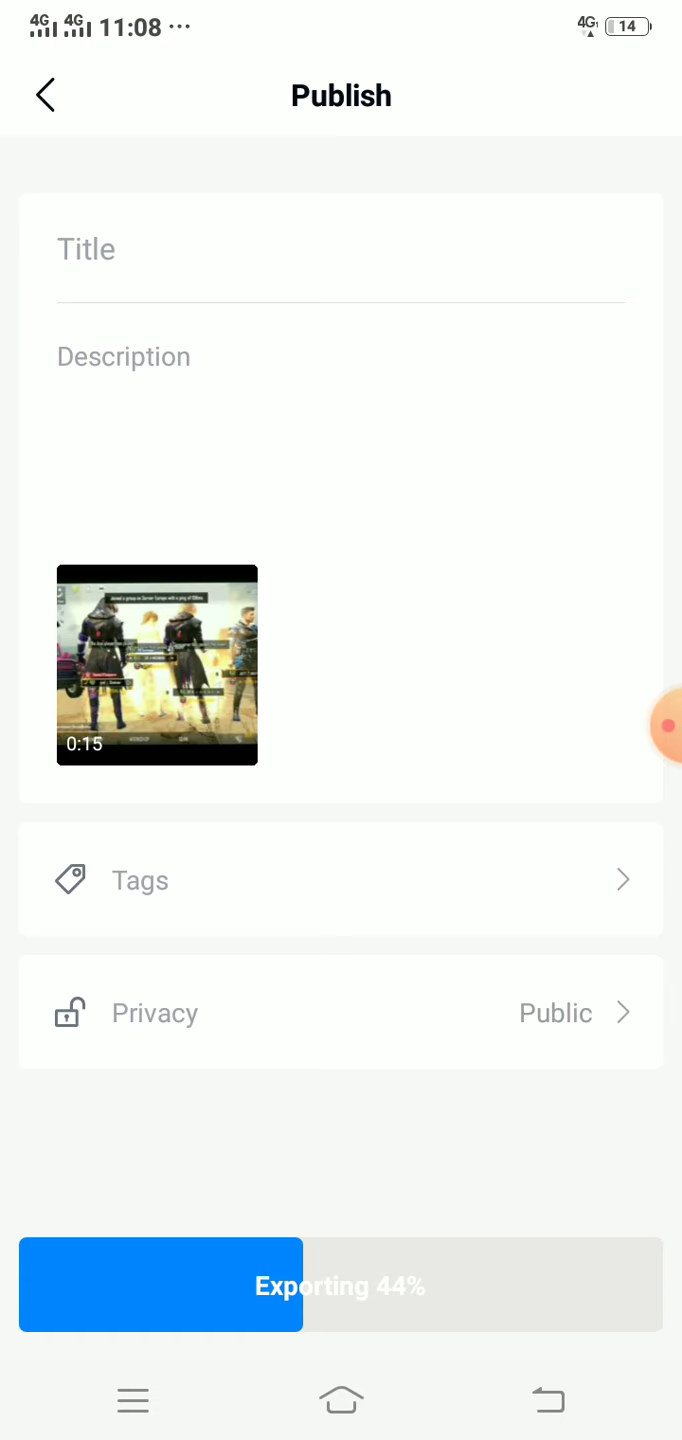 4G 4G 11:08 ···
4G 14
Publish
Title
Description
0:15
Tags
Privacy
Public
Exporting 44%